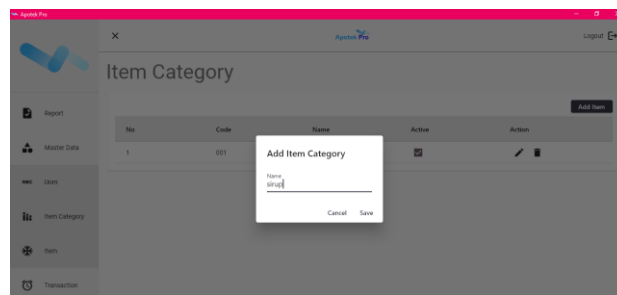 Apotek Pro
Apotek Pro
Logout
Item Category
Add Item
Report
Master Data
Users
Item Category
Item
Transaction
No Code Name Active Action
1 001
Add Item Category
Name
sirup
Cancel Save